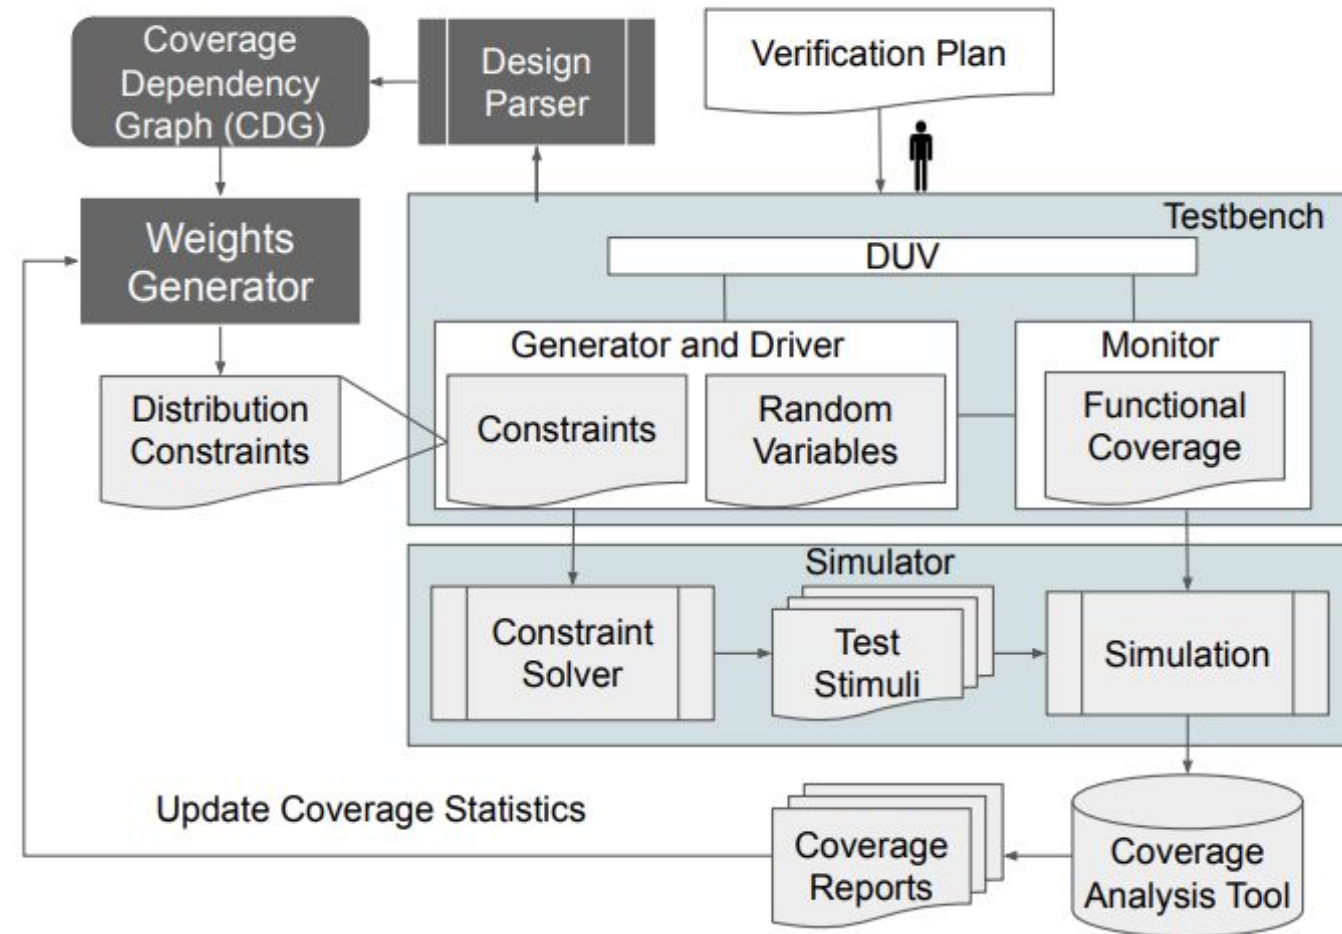 Coverage
Dependency
Graph (CDG)
Design
Parser
Verification Plan
Weights
Generator
Testbench
DUV
Generator and Driver
Monitor
Distribution
Constraints
Constraints
Random
Variables
Functional
Coverage
Simulator
Constraint
Solver
Test
Stimuli
Simulation
Update Coverage Statistics
Coverage
Reports
Coverage
Analysis Tool